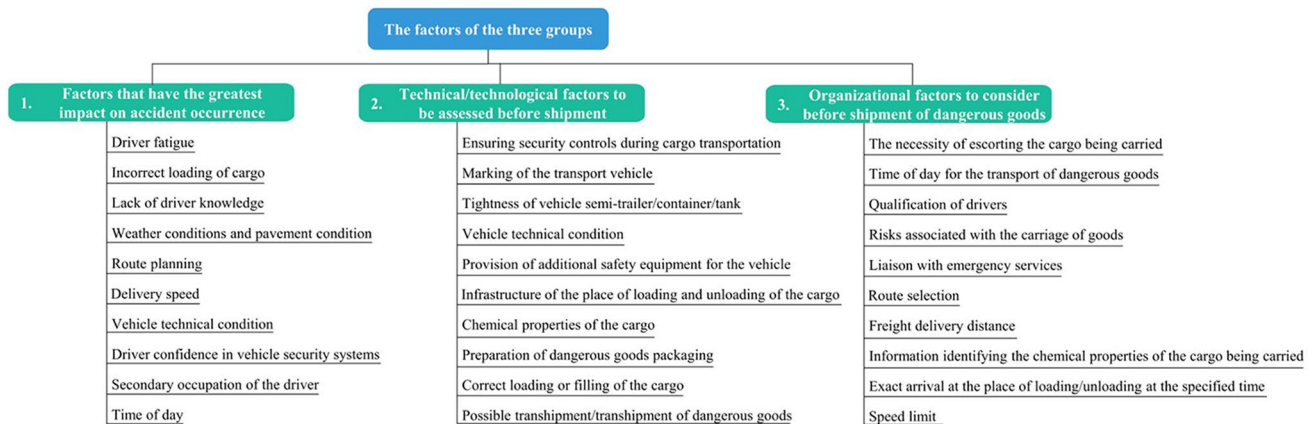 The factors of the three groups
1. Factors that have the greatest
impact on accident occurrence
Driver fatigue
Incorrect loading of cargo
Lack of driver knowledge
Weather conditions and pavement condition
Route planning
Delivery speed
Vehicle technical condition
Driver confidence in vehicle security systems
Secondary occupation of the driver
Time of day
2. Technical/technological factors to
be assessed before shipment
Ensuring security controls during cargo transportation
Marking of the transport vehicle
Tightness of vehicle semi-trailer/container/tank
Vehicle technical condition
Provision of additional safety equipment for the vehicle
Infrastructure of the place of loading and unloading of the cargo
Chemical properties of the cargo
Preparation of dangerous goods packaging
Correct loading or filling of the cargo
Possible transhipment/transhipment of dangerous goods
3. Organizational factors to consider
before shipment of dangerous goods
The necessity of escorting the cargo being carried
Time of day for the transport of dangerous goods
Qualification of drivers
Risks associated with the carriage of goods
Liaison with emergency services
Route selection
Freight delivery distance
Information identifying the chemical properties of the cargo being carried
Exact arrival at the place of loading/unloading at the specified time
Speed limit